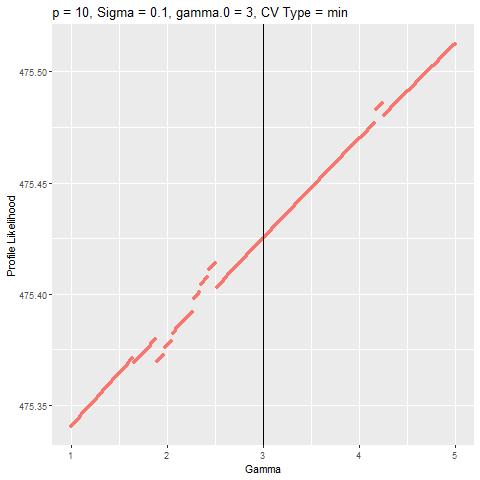 p = 10, Sigma = 0.1, gamma.0 = 3, CV Type = min
475.50
475.45
475.40
475.35
Profile Likelihood
1 2 3 4 5
Gamma